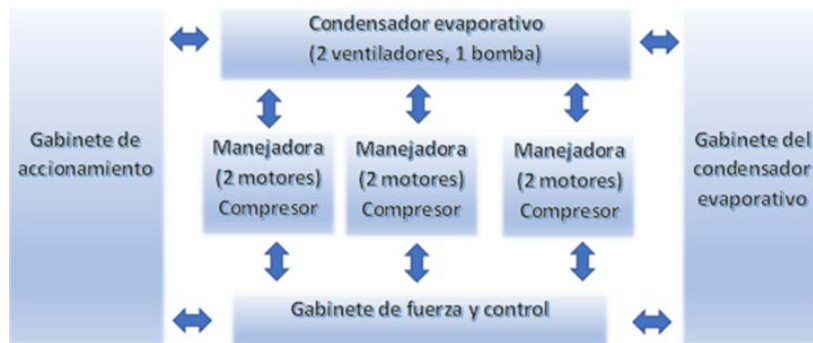 Condensador evaporativo
(2 ventiladores, 1 bomba)
Gabinete de
accionamiento
Manejadora
(2 motores)
Compresor
Manejadora
(2 motores)
Compresor
Manejadora
(2 motores)
Compresor
Gabinete del
condensador
evaporativo
Gabinete de fuerza y control